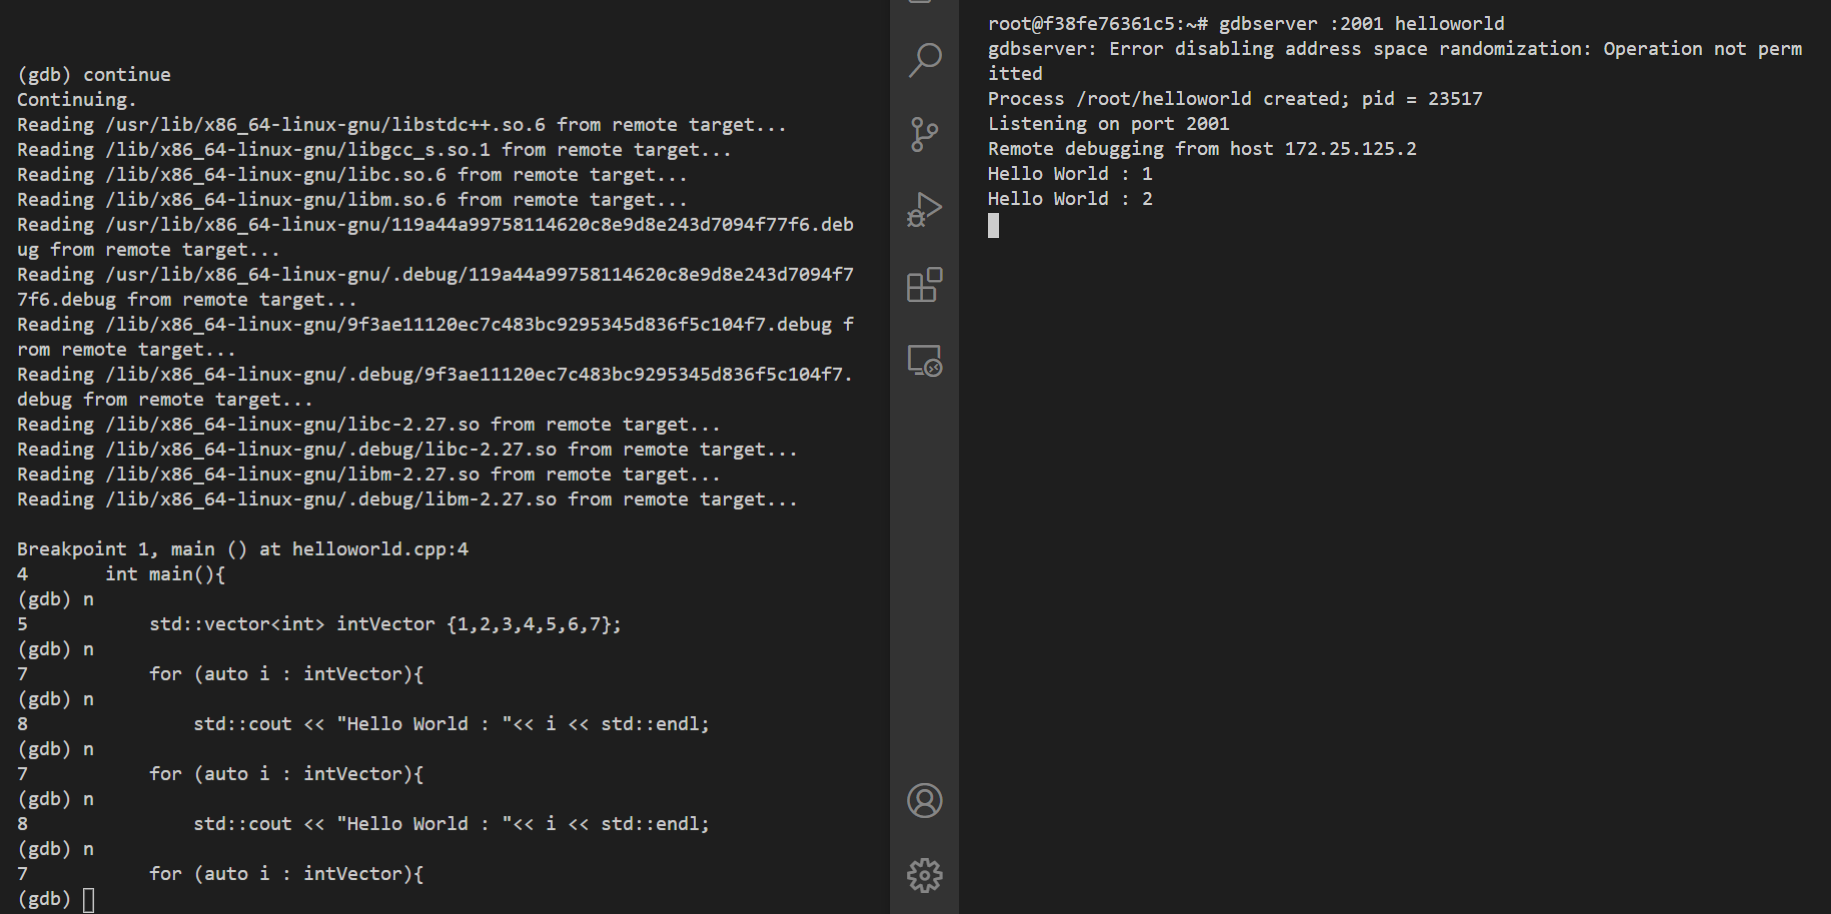 (gdb) continue
Continuing.
Reading /usr/lib/x86_64-linux-gnu/libstdc++.so.6 from remote target...
Reading /lib/x86_64-linux-gnu/libgcc_s.so.1 from remote target...
Reading /lib/x86_64-linux-gnu/libc.so.6 from remote target...
Reading /lib/x86_64-linux-gnu/libm.so.6 from remote target...
Reading /usr/lib/x86_64-linux-gnu/119a44a99758114620c8e9d8e243d7094f77f6.deb
ug from remote target...
Reading /usr/lib/x86_64-linux-gnu/.debug/119a44a99758114620c8e9d8e243d7094f7
7f6.debug from remote target...
Reading /lib/x86_64-linux-gnu/9f3ae11120ec7c483bc9295345d836f5c104f7.debug f
rom remote target...
Reading /lib/x86_64-linux-gnu/.debug/9f3ae11120ec7c483bc9295345d836f5c104f7.
debug from remote target...
Reading /lib/x86_64-linux-gnu/libc-2.27.so from remote target...
Reading /lib/x86_64-linux-gnu/.debug/libc-2.27.so from remote target...
Reading /lib/x86_64-linux-gnu/libm-2.27.so from remote target...
Reading /lib/x86_64-linux-gnu/.debug/libm-2.27.so from remote target...

Breakpoint 1, main () at helloworld.cpp:4
4       int main(){
(gdb) n
5           std::vector<int> intVector {1,2,3,4,5,6,7};
(gdb) n
7           for (auto i : intVector){
(gdb) n
8               std::cout << "Hello World : "<< i << std::endl;
(gdb) n
7           for (auto i : intVector){
(gdb) n
8               std::cout << "Hello World : "<< i << std::endl;
(gdb) n
7           for (auto i : intVector){
(gdb)
root@f38fe76361c5:~# gdbserver :2001 helloworld
gdbserver: Error disabling address space randomization: Operation not perm
itted
Process /root/helloworld created; pid = 23517
Listening on port 2001
Remote debugging from host 172.25.125.2
Hello World : 1
Hello World : 2